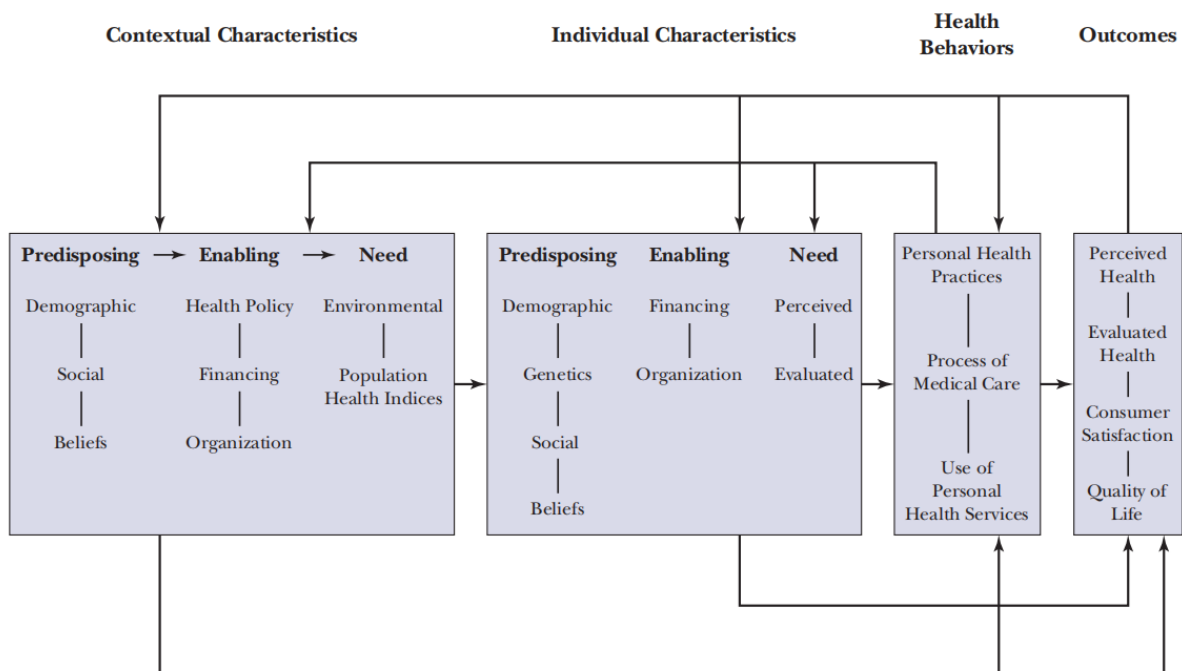 Contextual Characteristics
Individual Characteristics
Health
Behaviors
Outcomes
Predisposing
Enabling
Need
Demographic
Social
Beliefs
Health Policy
Financing
Organization
Environmental
Population
Health Indices
Predisposing
Enabling
Need
Demographic
Genetics
Social
Beliefs
Financing
Organization
Perceived
Evaluated
Personal Health
Practices
Process of
Medical Care
Use of
Personal
Health Services
Perceived
Health
Evaluated
Health
Consumer
Satisfaction
Quality of
Life